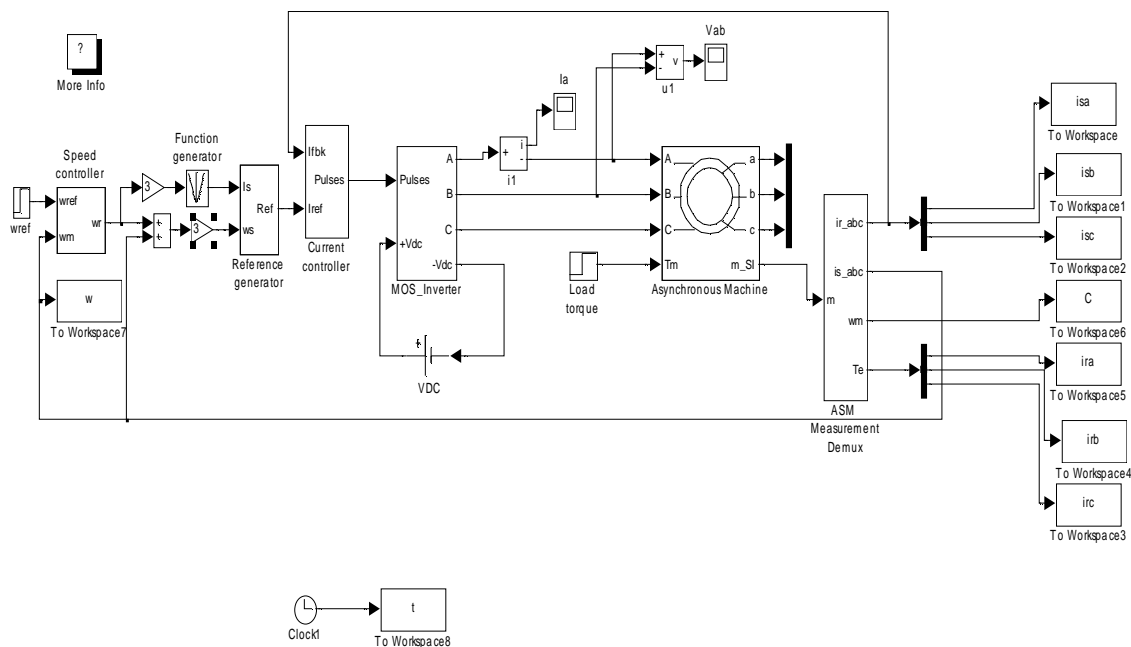 ?
More Info
Speed
controller
wref
wm
wr
wref
3
Function
generator
+
+
3
Is
Ref
ws
Reference
generator
w
To Workspace7
Ifbk
Pulses
Iref
Current
controller
Pulses
+Vdc
A
B
C
-Vdc
MOS_Inverter
+
VDC
Ia
+
i
-
i1
Vab
+
-
v
u1
Load
torque
A
B
C
Tm
a
b
c
m_SI
Asynchronous Machine
m
ir_abc
is_abc
wm
Te
ASM
Measurement
Demux
isa
To Workspace
isb
To Workspace1
isc
To Workspace2
C
To Workspace6
ira
To Workspace5
irb
To Workspace4
irc
To Workspace3
Clock1
t
To Workspace8